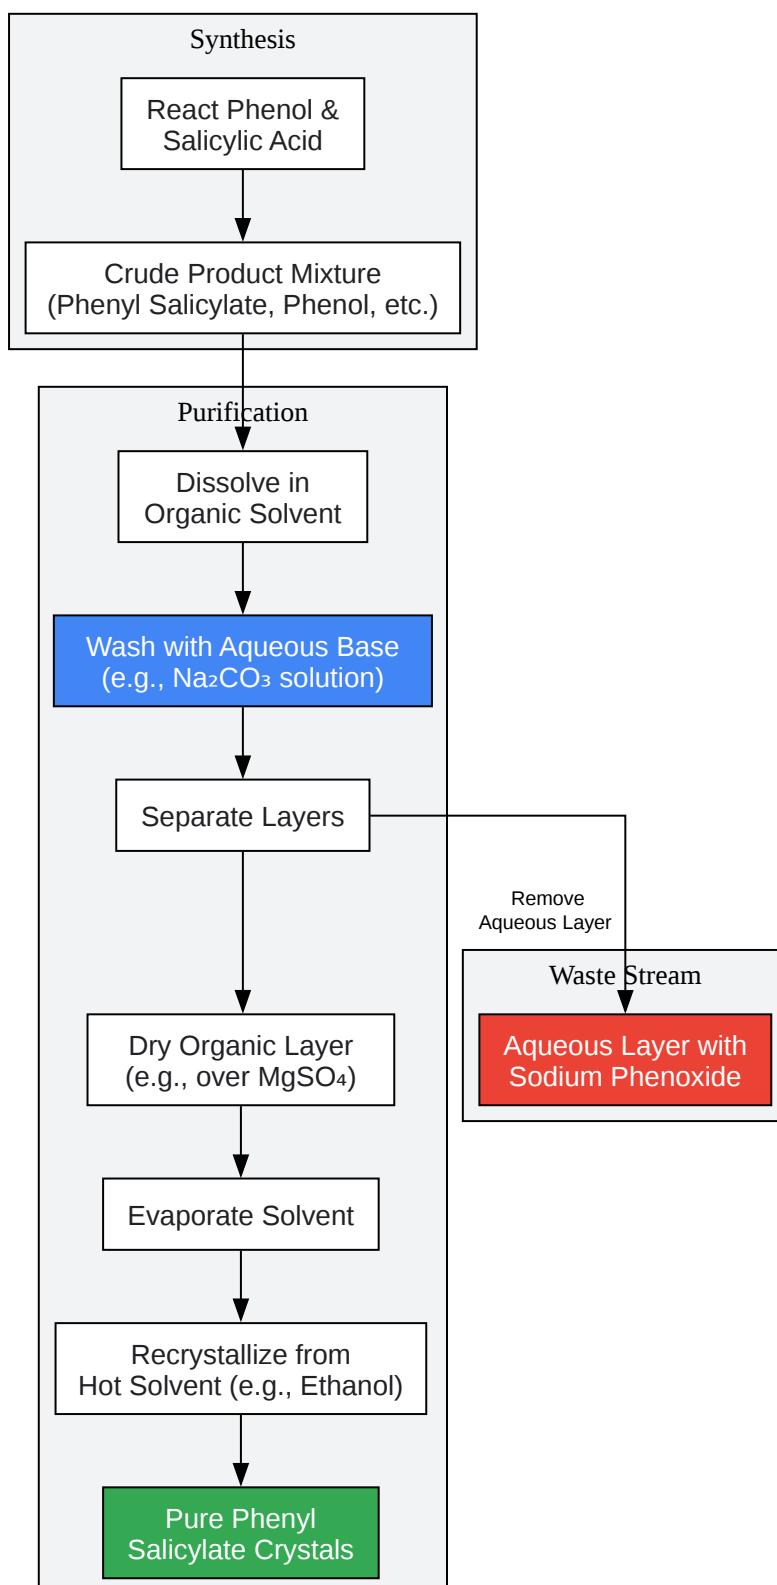 Synthesis
React Phenol &
Salicylic Acid
Crude Product Mixture
(Phenyl Salicylate, Phenol, etc.)
Purification
Dissolve in
Organic Solvent
Wash with Aqueous Base
(e.g., Na₂CO₃ solution)
Separate Layers
Remove
Aqueous Layer
Waste Stream
Aqueous Layer with
Sodium Phenoxide
Dry Organic Layer
(e.g., over MgSO₄)
Evaporate Solvent
Recrystallize from
Hot Solvent (e.g., Ethanol)
Pure Phenyl
Salicylate Crystals